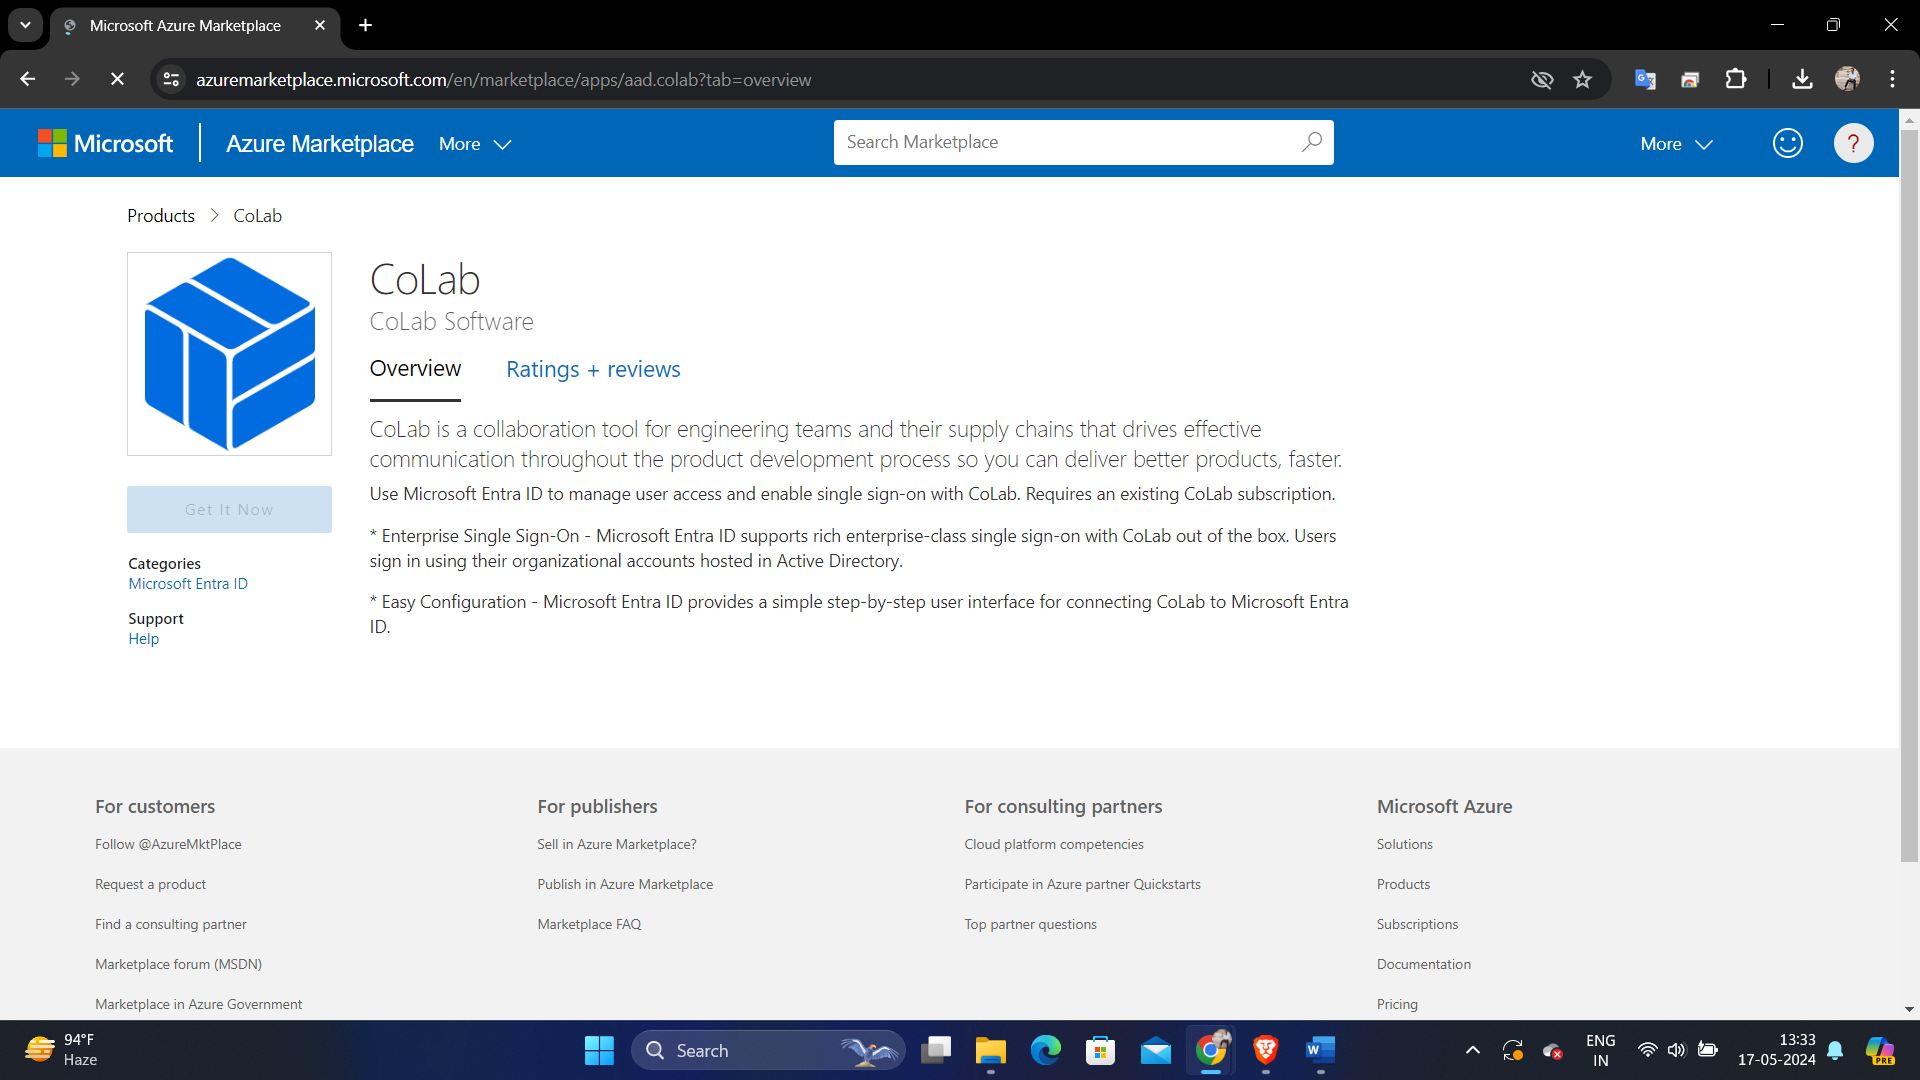 Microsoft Azure Marketplace
azuremarketplace.microsoft.com/en/marketplace/apps/aad.colab?tab=overview
Microsoft
Azure Marketplace
More
Search Marketplace
More
?
Products
CoLab
CoLab
CoLab Software
Overview
Ratings + reviews
CoLab is a collaboration tool for engineering teams and their supply chains that drives effective
communication throughout the product development process so you can deliver better products, faster.
Use Microsoft Entra ID to manage user access and enable single sign-on with CoLab. Requires an existing CoLab subscription.
* Enterprise Single Sign-On - Microsoft Entra ID supports rich enterprise-class single sign-on with CoLab out of the box. Users
sign in using their organizational accounts hosted in Active Directory.
* Easy Configuration - Microsoft Entra ID provides a simple step-by-step user interface for connecting CoLab to Microsoft Entra
ID.
Get It Now
Categories
Microsoft Entra ID
Support
Help
For customers
Follow @AzureMktPlace
Request a product
Find a consulting partner
Marketplace forum (MSDN)
Marketplace in Azure Government
For publishers
Sell in Azure Marketplace?
Publish in Azure Marketplace
Marketplace FAQ
For consulting partners
Cloud platform competencies
Participate in Azure partner Quickstarts
Top partner questions
Microsoft Azure
Solutions
Products
Subscriptions
Documentation
Pricing
94°F
Haze
Search
W
ENG
IN
13:33
17-05-2024
PRE